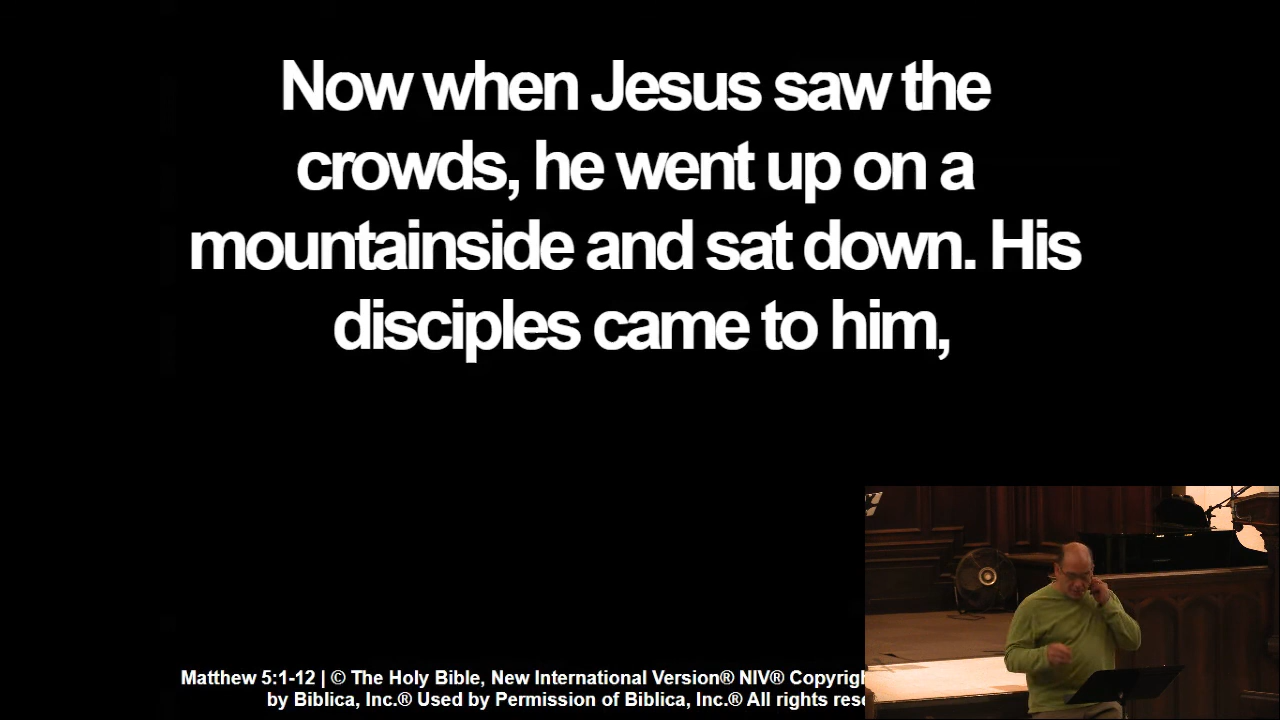 Now when Jesus saw the
crowds, he went up on a
mountainside and sat down. His
disciples came to him,
Matthew 5:1-12 | © The Holy Bible, New International Version® NIV®
by Biblica, Inc.® Used by Permission of Biblica, Inc.® All rights